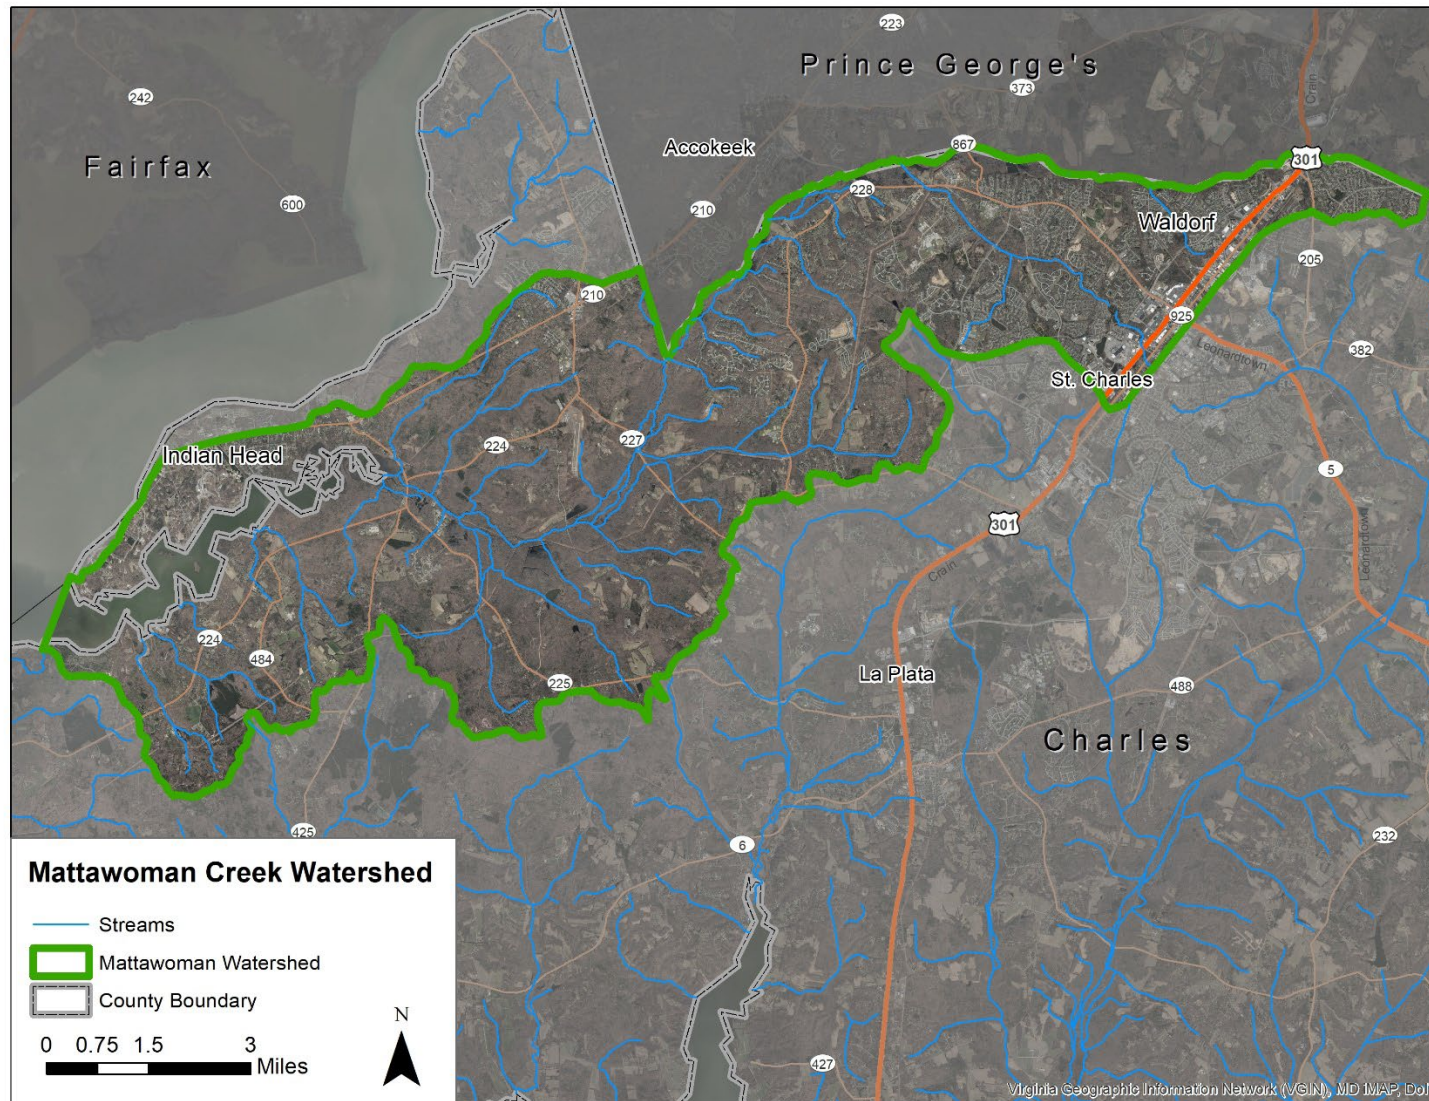 223
Prince George's
373
242
Crain
Fairfax
Accokeek
867
301
228
600
210
Waldorf
205
210
925
Leonardtown
382
St. Charles
Indian Head
224
227
5
301
Leonardtown
Crain
224
484
225
La Plata
488
Charles
425
232
6
427
Mattawoman Creek Watershed
Streams
Mattawoman Watershed
County Boundary
N
0 0.75 1.5 3
Miles
Virginia Geographic Information Network (VGIN), MD iMAP, DoI